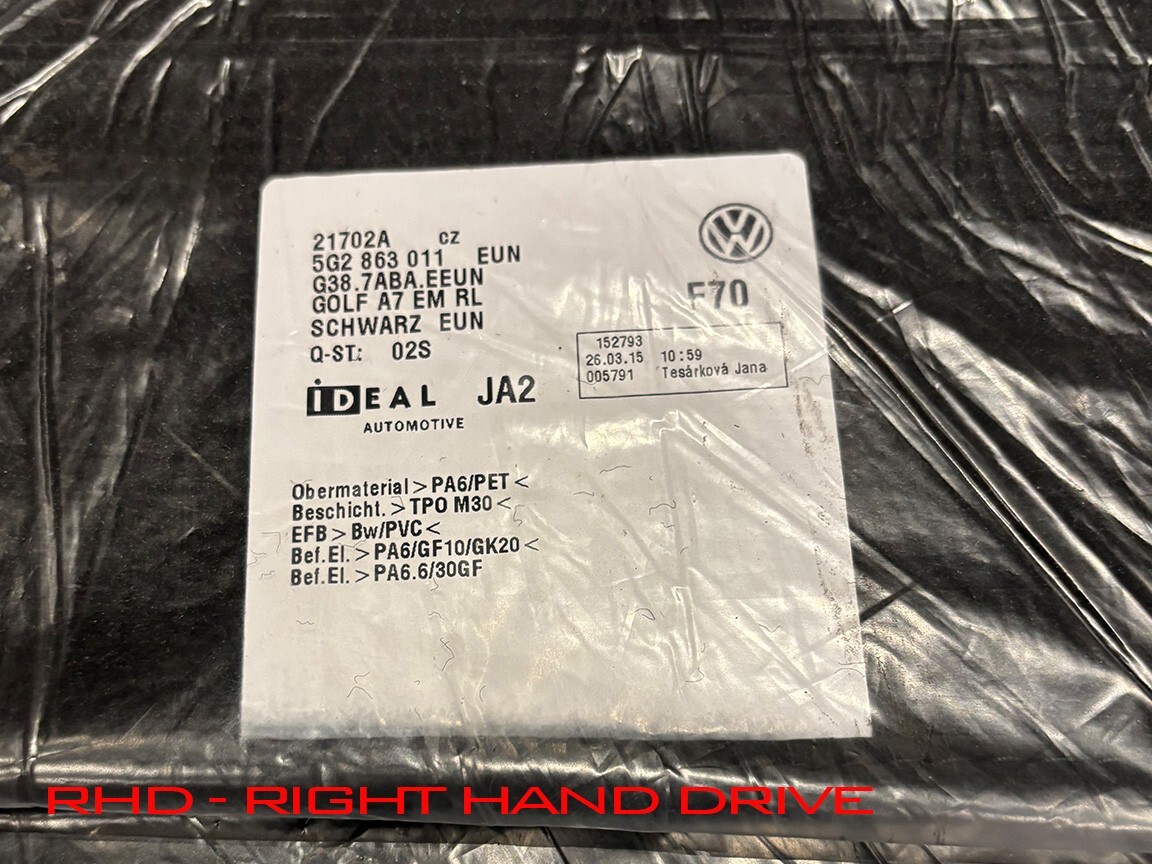 21702A CZ
5G2 863 011 EUN
G38.7ABA.EEUN
GOLF A7 EM RL
SCHWARZ EUN
Q-ST.: 02S
F70
152793
26.03.15 10:59
005791 Tesárková Jana
iDEAL JA2
AUTOMOTIVE
Obermaterial>PA6/PET<
Beschicht.>TPO M30<
EFB>Bw/PVC<
Bef.El.>PA6/GF10/GK20<
Bef.El.>PA6.6/30GF
RHD - RIGHT HAND DRIVE